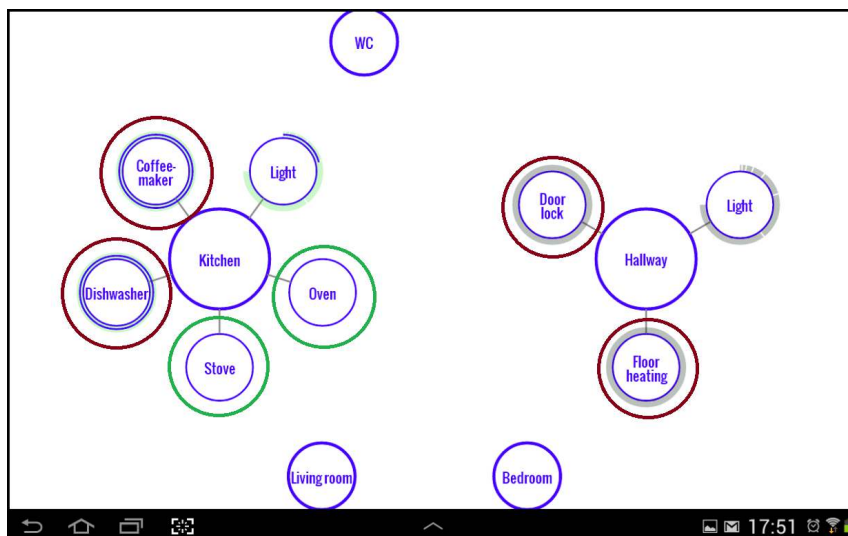 WC
Coffee-
maker
Light
Kitchen
Dishwasher
Oven
Stove
Door
lock
Light
Hallway
Floor
heating
Living room
Bedroom
17:51